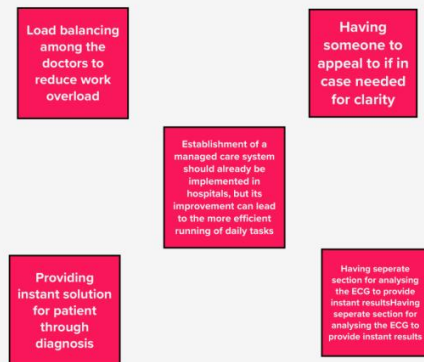 Load balancing
among the
doctors to
reduce work
overload
Having
someone to
appeal to if in
case needed
for clarity
Establishment of a
managed care system
should already be
implemented in
hospitals, but its
improvement can lead
to the more efficient
running of daily tasks
Providing
instant solution
for patient
through
diagnosis
Having seperate
section for analysing
the ECG to provide
instant resultsHaving
seperate section for
analysing the ECG to
provide instant results